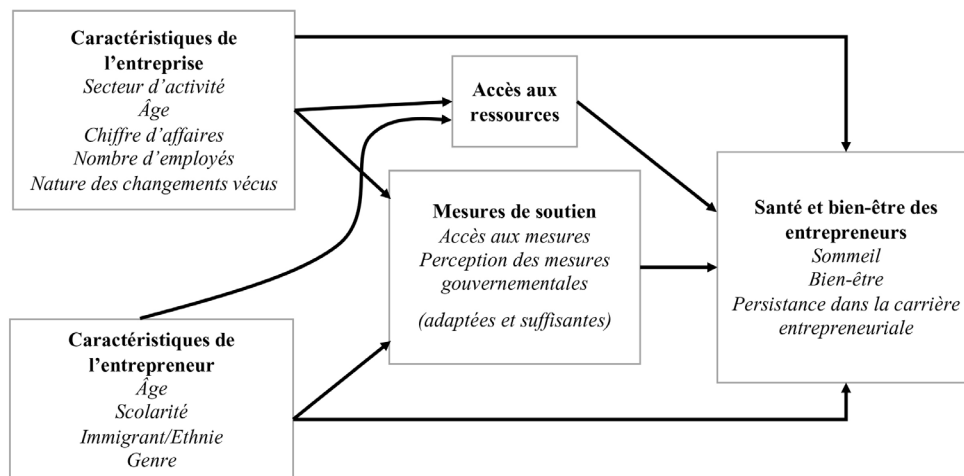 Caractéristiques de
l’entreprise
Secteur d’activité
Âge
Chiffre d’affaires
Nombre d’employés
Nature des changements vécus
Accès aux
ressources
Mesures de soutien
Accès aux mesures
Perception des mesures
gouvernementales
(adaptées et suffisantes)
Santé et bien-être des
entrepreneurs
Sommeil
Bien-être
Persistance dans la carrière
entrepreneuriale
Caractéristiques de
l’entrepreneur
Âge
Scolarité
Immigrant/Ethnie
Genre